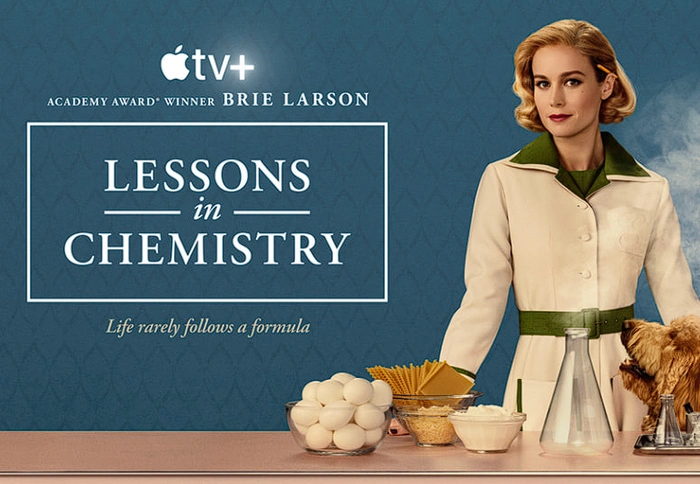 tv+
ACADEMY AWARD® WINNER BRIE LARSON
LESSONS
in
CHEMISTRY
Life rarely follows a formula